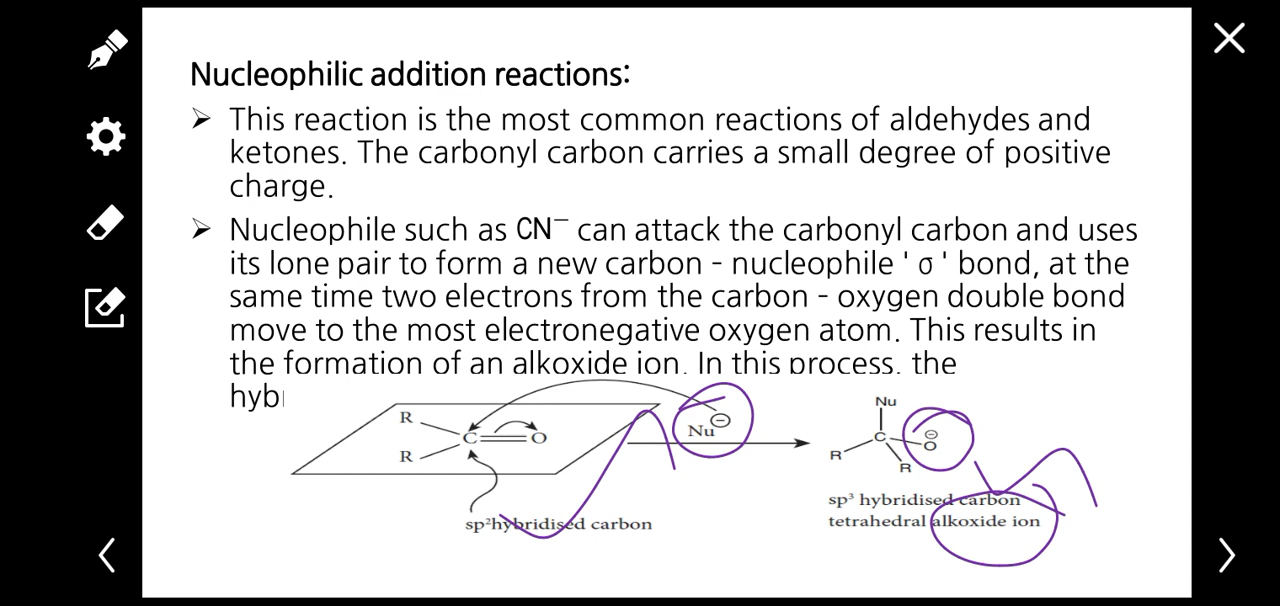 Nucleophilic addition reactions:
➢ This reaction is the most common reactions of aldehydes and
ketones. The carbonyl carbon carries a small degree of positive
charge.
➢ Nucleophile such as CN⁻ can attack the carbonyl carbon and uses
its lone pair to form a new carbon - nucleophile ' σ ' bond, at the
same time two electrons from the carbon - oxygen double bond
move to the most electronegative oxygen atom. This results in
the formation of an alkoxide ion. In this process, the
R
C
O
R
Nu⊖
sp²hybridised carbon
Nu
C
⊖
O
R
R
sp³ hybridised carbon
tetrahedral alkoxide ion